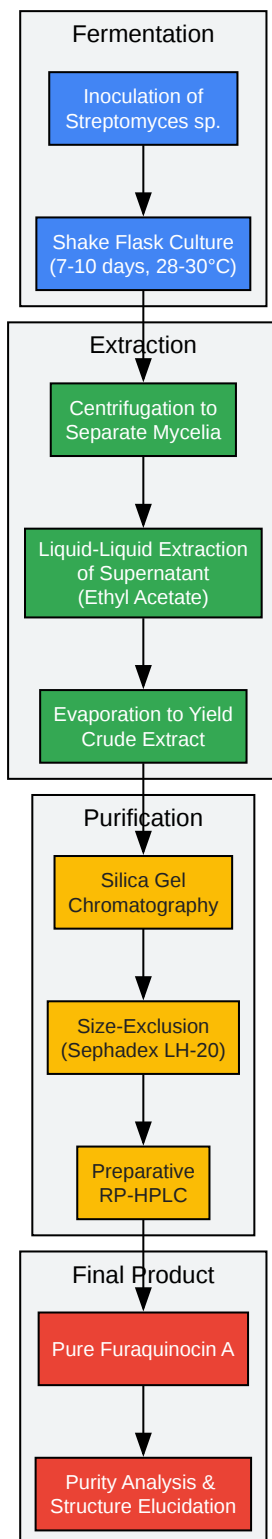 Fermentation
Inoculation of
Streptomyces sp.
Shake Flask Culture
(7-10 days, 28-30°C)
Extraction
Centrifugation to
Separate Mycelia
Liquid-Liquid Extraction
of Supernatant
(Ethyl Acetate)
Evaporation to Yield
Crude Extract
Purification
Silica Gel
Chromatography
Size-Exclusion
(Sephadex LH-20)
Preparative
RP-HPLC
Final Product
Pure Furaquinocin A
Purity Analysis &
Structure Elucidation